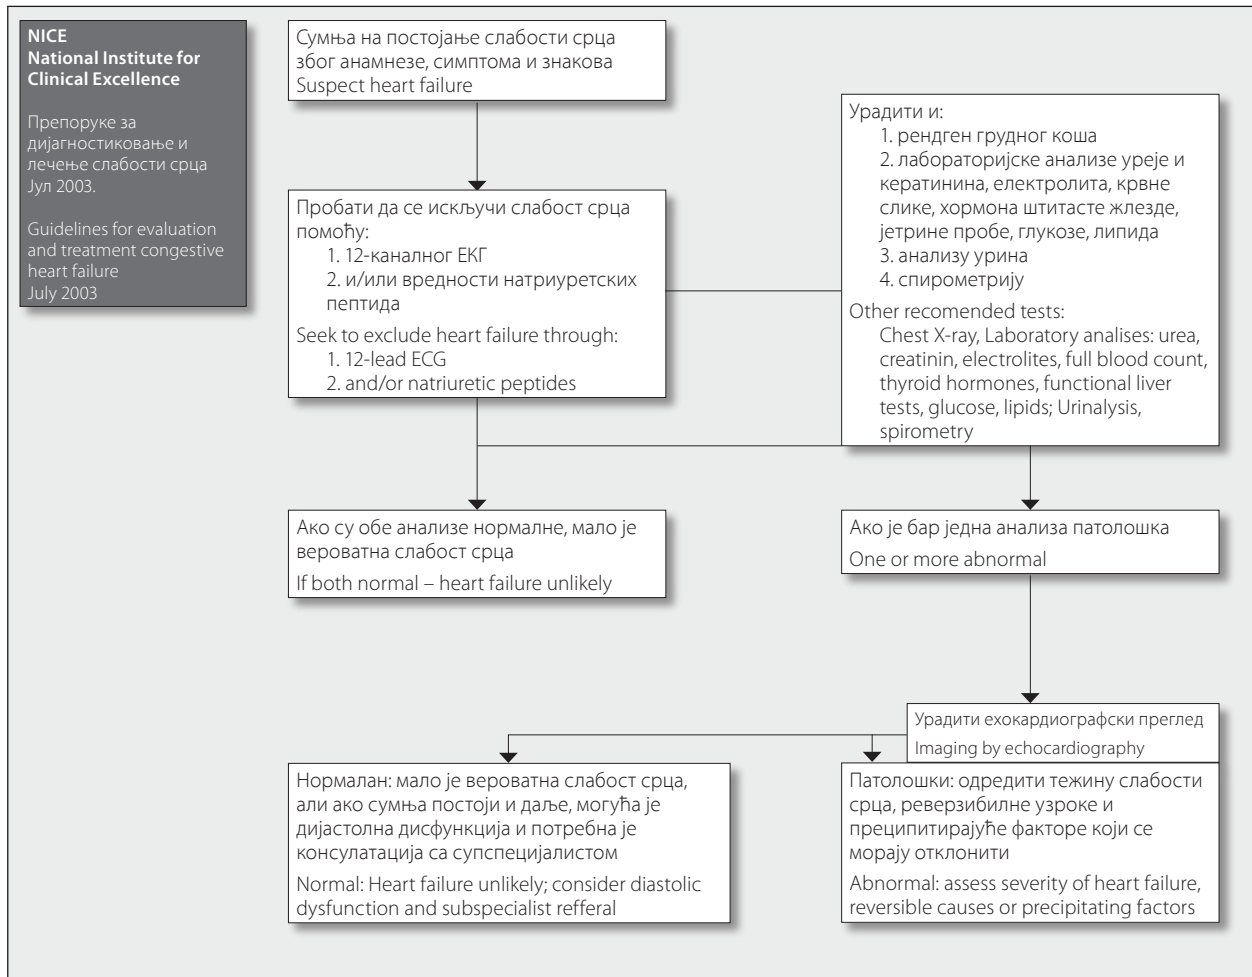 NICE
National Institute for
Clinical Excellence
Препоруке за
дијагностиковање и
лечење слабости срца
Јул 2003.
Guidelines for evaluation
and treatment congestive
heart failure
July 2003
Сумња на постојање слабости срца
због анамнезе, симптома и знакова
Suspect heart failure
Пробати да се искључи слабост срца
помоћу:
1. 12-каналног ЕКГ
2. и/или вредности натриуретских
пептида
Seek to exclude heart failure through:
1. 12-lead ECG
2. and/or natriuretic peptides
Урадити и:
1. рендген грудног коша
2. лабораторијске анализе уреје и
кератинина, електролита, крвне
слике, хормона штитасте жлезде,
јетрине пробе, глукозе, липида
3. анализу урина
4. спирометрију
Other recomended tests:
Chest X-ray, Laboratory analises: urea,
creatinin, electrolites, full blood count,
thyroid hormones, functional liver
tests, glucose, lipids; Urinalysis,
spirometry
Ако су обе анализе нормалне, мало је
вероватна слабост срца
If both normal – heart failure unlikely
Ако је бар једна анализа патолошка
One or more abnormal
Урадити ехокардиографски преглед
Imaging by echocardiography
Нормалан: мало је вероватна слабост срца,
али ако сумња постоји и даље, могућа је
дијастолна дисфункција и потребна је
консулатација са супспецијалистом
Normal: Heart failure unlikely; consider diastolic
dysfunction and subspecialist refferal
Патолошки: одредити тежину слабости
срца, реверзибилне узроке и
преципитирајуће факторе који се
морају отклонити
Abnormal: assess severity of heart failure,
reversible causes or precipitating factors